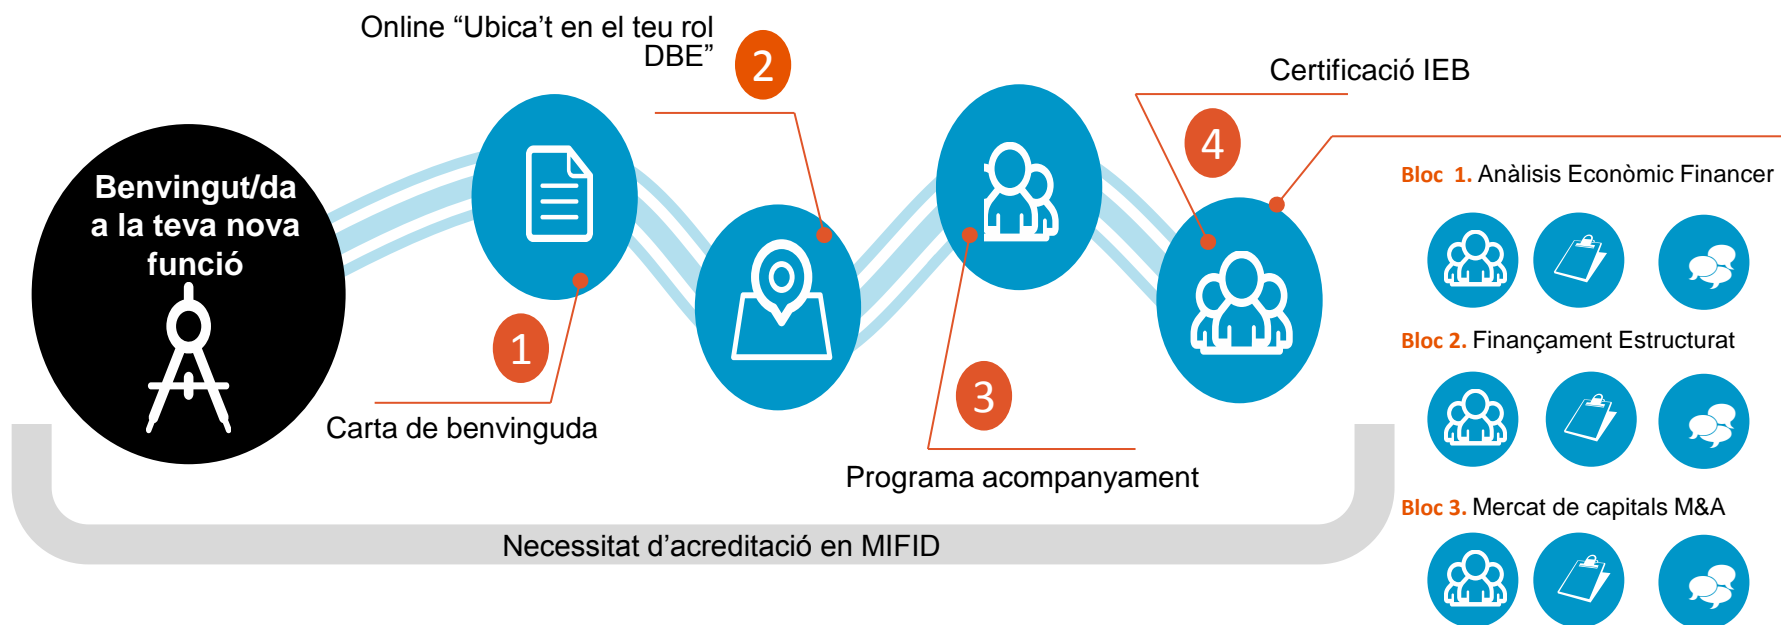 Online “Ubica’t en el teu rol
DBE”
2
Certificació IEB
4
Benvingut/da
a la teva nova
funció
1
Carta de benvinguda
3
Programa acompanyament
Necessitat d’acreditació en MIFID
Bloc 1. Anàlisis Econòmic Financer
Bloc 2. Finançament Estructurat
Bloc 3. Mercat de capitals M&A